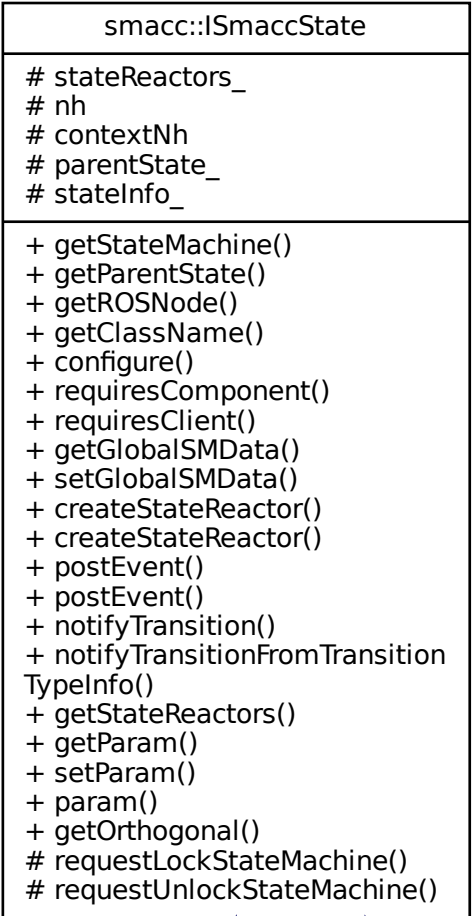 smacc::ISmaccState
# stateReactors_
# nh
# contextNh
# parentState_
# stateInfo_
+ getStateMachine()
+ getParentState()
+ getROSNode()
+ getClassName()
+ configure()
+ requiresComponent()
+ requiresClient()
+ getGlobalSMData()
+ setGlobalSMData()
+ createStateReactor()
+ createStateReactor()
+ postEvent()
+ postEvent()
+ notifyTransition()
+ notifyTransitionFromTransition
TypeInfo()
+ getStateReactors()
+ getParam()
+ setParam()
+ param()
+ getOrthogonal()
# requestLockStateMachine()
# requestUnlockStateMachine()